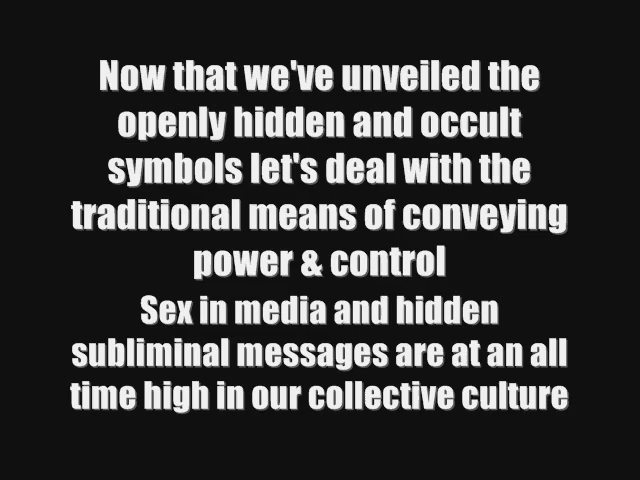 Now that we've unveiled the
openly hidden and occult
symbols let's deal with the
traditional means of conveying
power & control
Sex in media and hidden
subliminal messages are at an all
time high in our collective culture